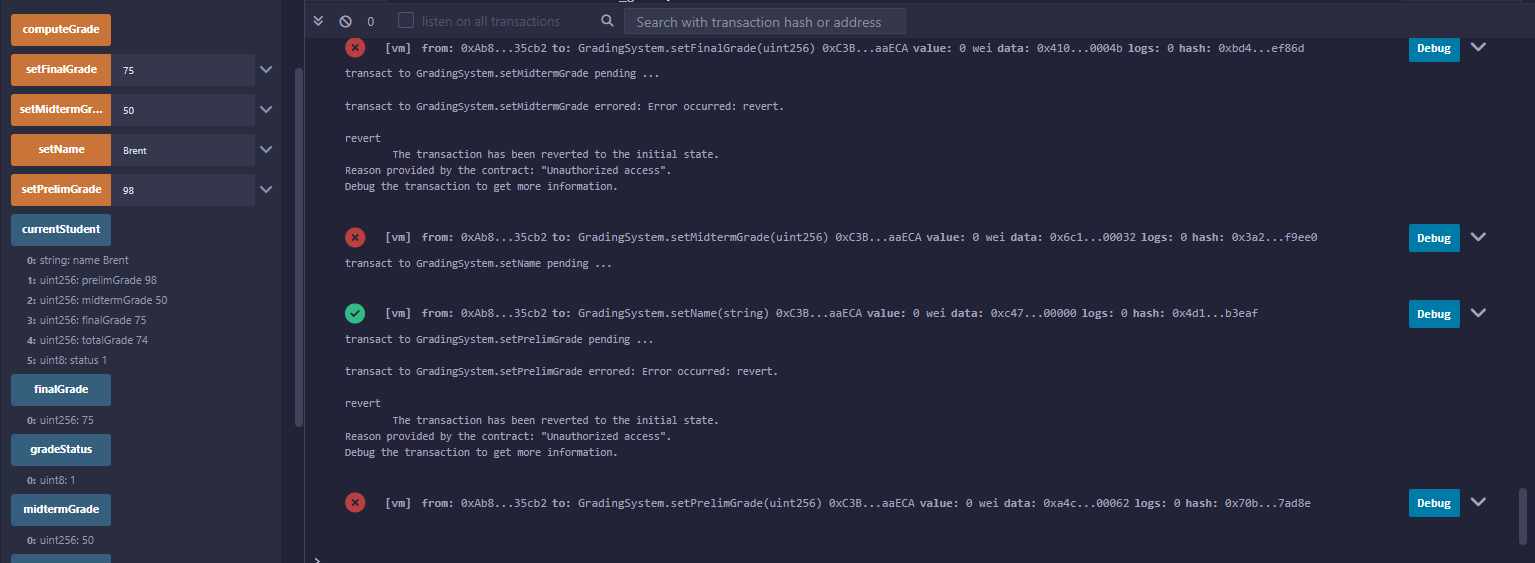 computeGrade
setFinalGrade 75
setMidtermGr... 50
setName Brent
setPrelimGrade 98
currentStudent
0: string: name Brent
1: uint256: prelimGrade 98
2: uint256: midtermGrade 50
3: uint256: finalGrade 75
4: uint256: totalGrade 74
5: uint8: status 1
finalGrade
0: uint256: 75
gradeStatus
0: uint8: 1
midtermGrade
0: uint256: 50
0 listen on all transactions Search with transaction hash or address
[vm] from: 0xAb8...35cb2 to: GradingSystem.setFinalGrade(uint256) 0xC3B...aaECA value: 0 wei data: 0x410...0004b logs: 0 hash: 0xbd4...ef86d Debug
transact to GradingSystem.setMidtermGrade pending ...
transact to GradingSystem.setMidtermGrade errored: Error occurred: revert.
revert
The transaction has been reverted to the initial state.
Reason provided by the contract: "Unauthorized access".
Debug the transaction to get more information.
[vm] from: 0xAb8...35cb2 to: GradingSystem.setMidtermGrade(uint256) 0xC3B...aaECA value: 0 wei data: 0x6c1...00032 logs: 0 hash: 0x3a2...f9ee0 Debug
transact to GradingSystem.setName pending ...
[vm] from: 0xAb8...35cb2 to: GradingSystem.setName(string) 0xC3B...aaECA value: 0 wei data: 0xc47...00000 logs: 0 hash: 0x4d1...b3eaf Debug
transact to GradingSystem.setPrelimGrade pending ...
transact to GradingSystem.setPrelimGrade errored: Error occurred: revert.
revert
The transaction has been reverted to the initial state.
Reason provided by the contract: "Unauthorized access".
Debug the transaction to get more information.
[vm] from: 0xAb8...35cb2 to: GradingSystem.setPrelimGrade(uint256) 0xC3B...aaECA value: 0 wei data: 0xa4c...00062 logs: 0 hash: 0x70b...7ad8e Debug
>